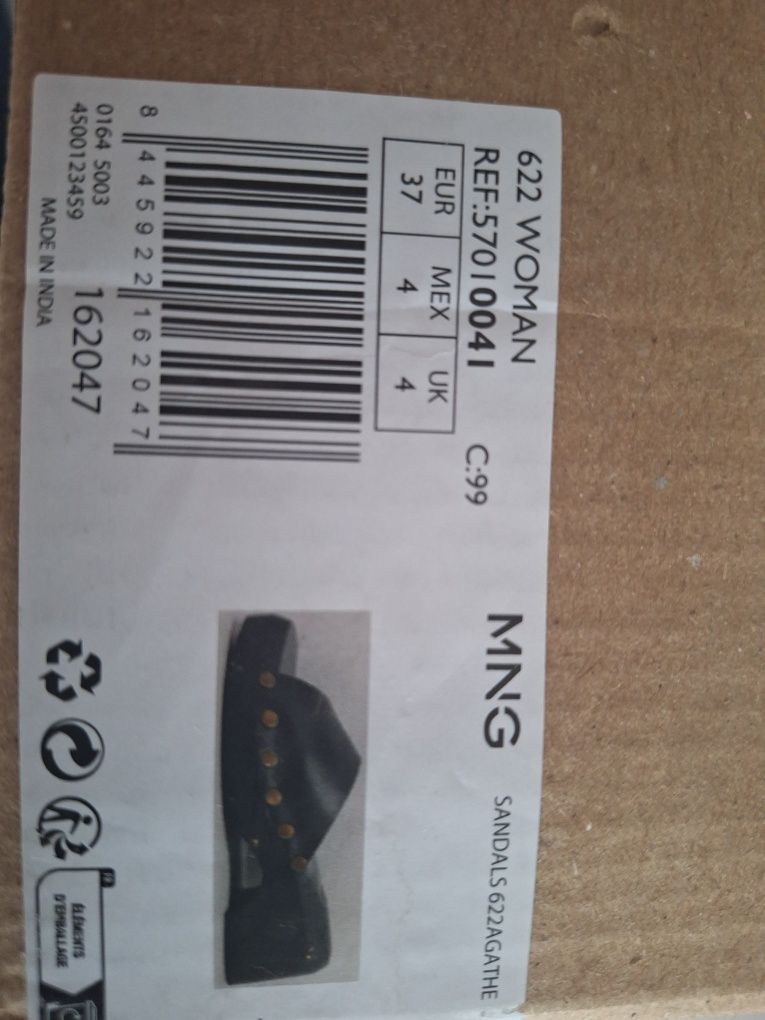 622 WOMAN
REF:57010041 C:99
EUR MEX UK
37 4 4
8 445922 162047
0164 5003
4500123459
162047
MADE IN INDIA
MNG
SANDALS 622AGATHE
ÉLÉMENTS
D'EMBALLAGE